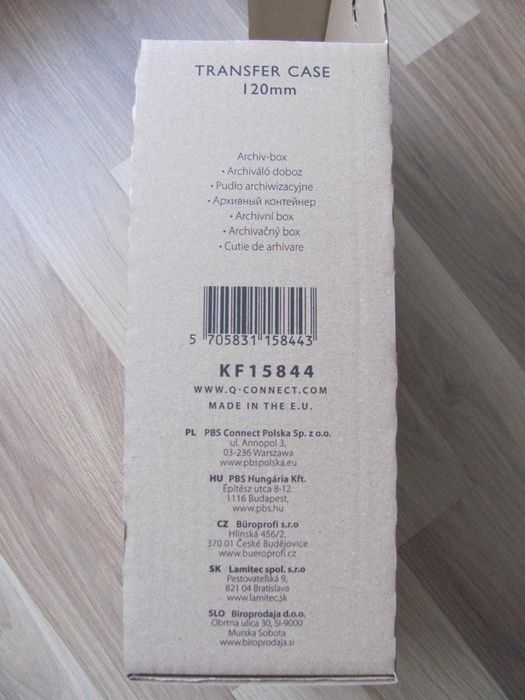 TRANSFER CASE
120mm
Archiv-box
• Archiváló doboz
• Pudło archiwizacyjne
• Архивный контейнер
• Archivní box
• Archivačný box
• Cutie de arhivare
5 705831 158443
KF15844
WWW.Q-CONNECT.COM
MADE IN THE E.U.
PL PBS Connect Polska Sp. z o.o.
ul. Annopol 3,
03-236 Warszawa
www.pbspolska.eu
HU PBS Hungária Kft.
Építész utca 8-12.
1116 Budapest,
www.pbs.hu
CZ Büroprofi s.r.o
Hlinská 456/2,
370 01 České Budějovice
www.bueroprofi.cz
SK Lamitec spol. s.r.o
Pestovateľská 9,
821 04 Bratislava
www.lamitec.sk
SLO Biroprodaja d.o.o.
Obrtna ulica 30, SI-9000
Murska Sobota
www.biroprodaja.si